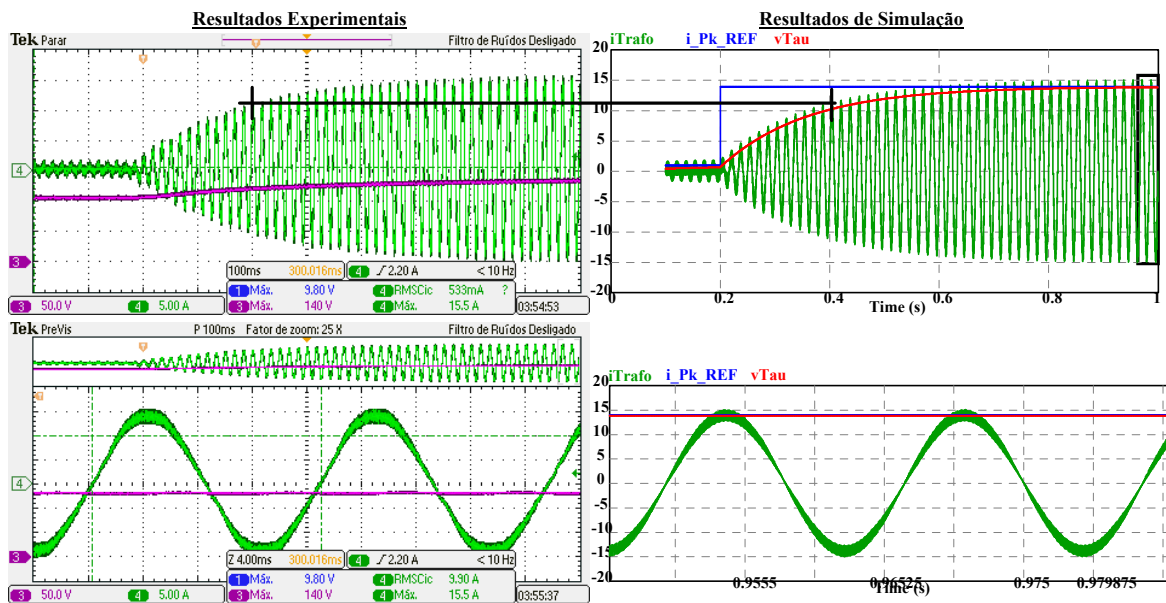 Resultados Experimentais
Resultados de Simulação
Tek Parar
Filtro de Ruídos Desligado
4
3
100ms 300.016ms
4 2.20 A < 10 Hz
1 Máx. 9.80 V 4 RMSCic 533mA ?
3 Máx. 140 V 4 Máx. 15.5 A
3 50.0 V 4 5.00 A
03:54:53
iTrafo i_Pk_REF vTau
20
15
10
5
0
-5
-10
-15
-20
0 0.2 0.4 0.6 0.8 1
Time (s)
Tek PreVis P 100ms Fator de zoom: 25 X
Filtro de Ruídos Desligado
4
3
Z 4.00ms 300.016ms
4 2.20 A < 10 Hz
1 Máx. 9.80 V 4 RMSCic 9.90 A
3 Máx. 140 V 4 Máx. 15.5 A
3 50.0 V 4 5.00 A
03:55:37
iTrafo i_Pk_REF vTau
20
15
10
5
0
-5
-10
-15
-20
0.95555 0.96525 0.975 0.979875
Time (s)